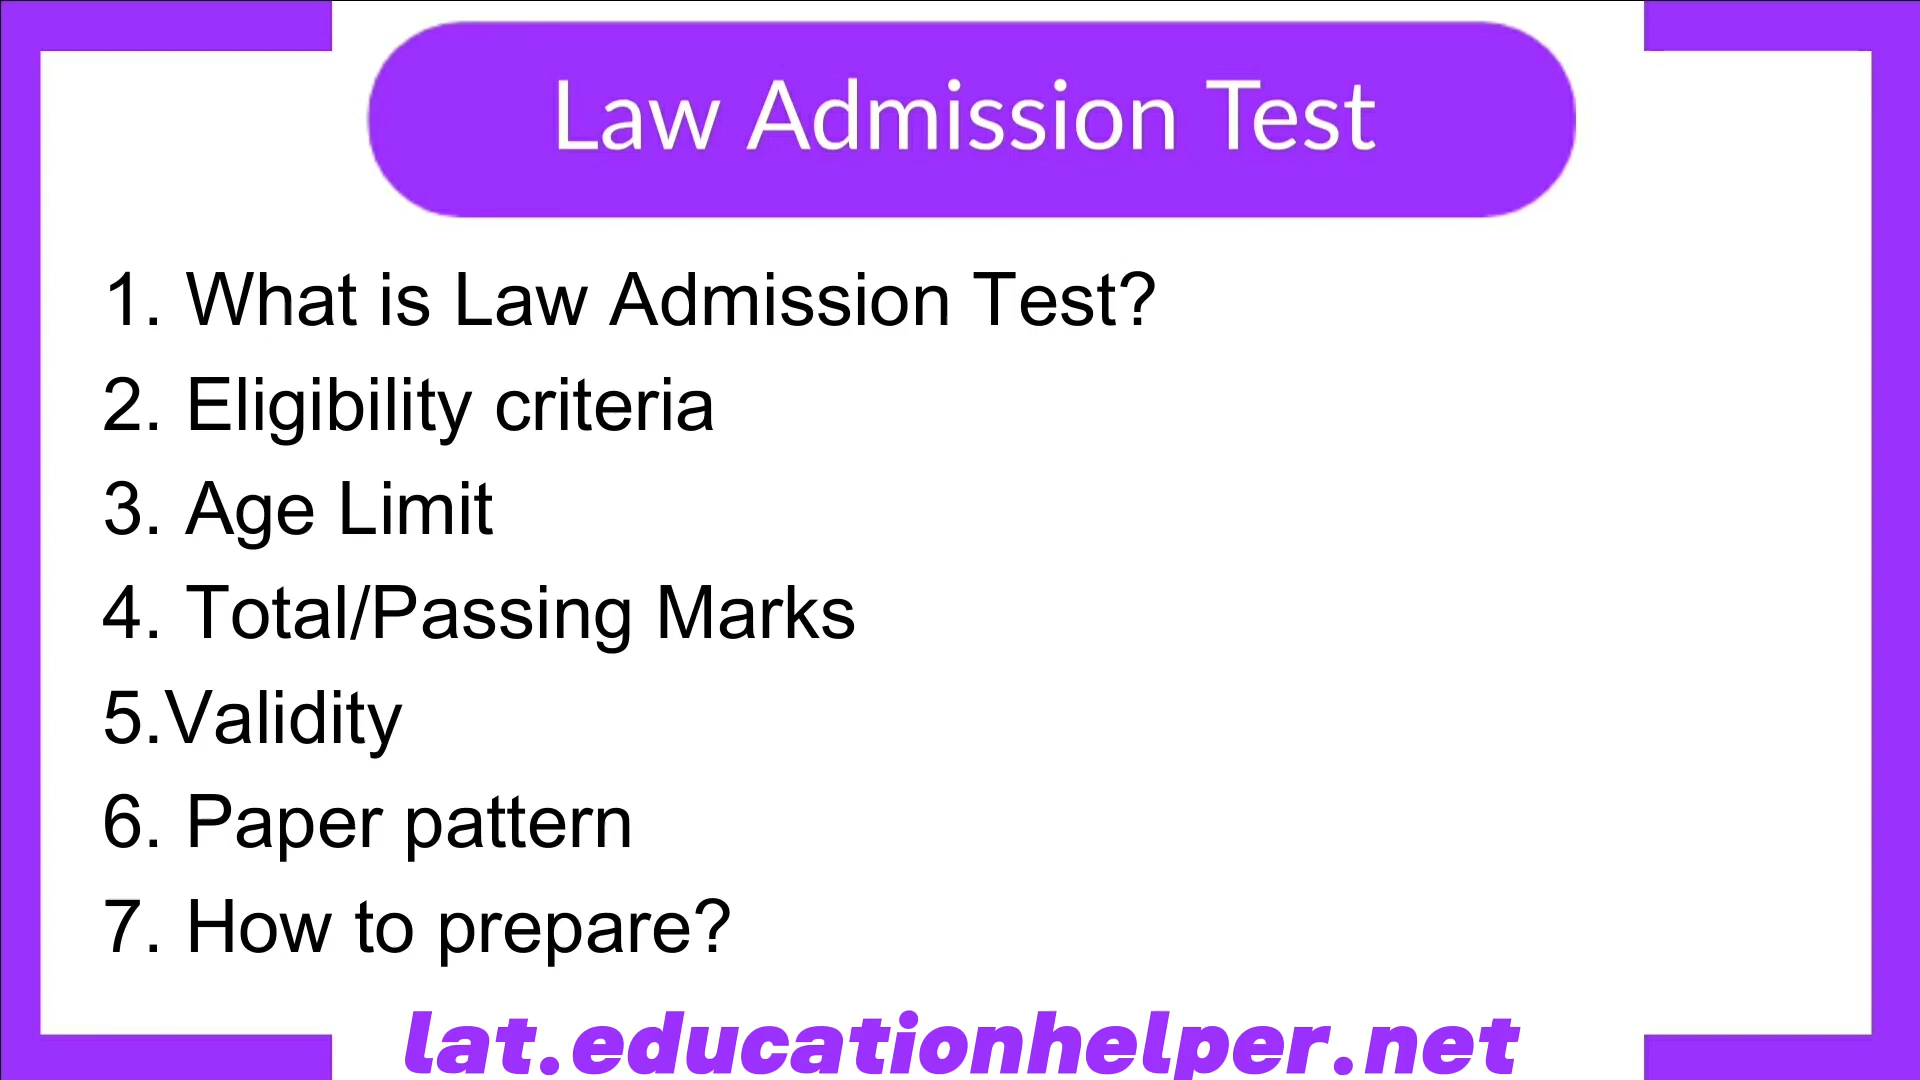 Law Admission Test
1. What is Law Admission Test?
2. Eligibility criteria
3. Age Limit
4. Total/Passing Marks
5.Validity
6. Paper pattern
7. How to prepare?
lat.educationhelper.net